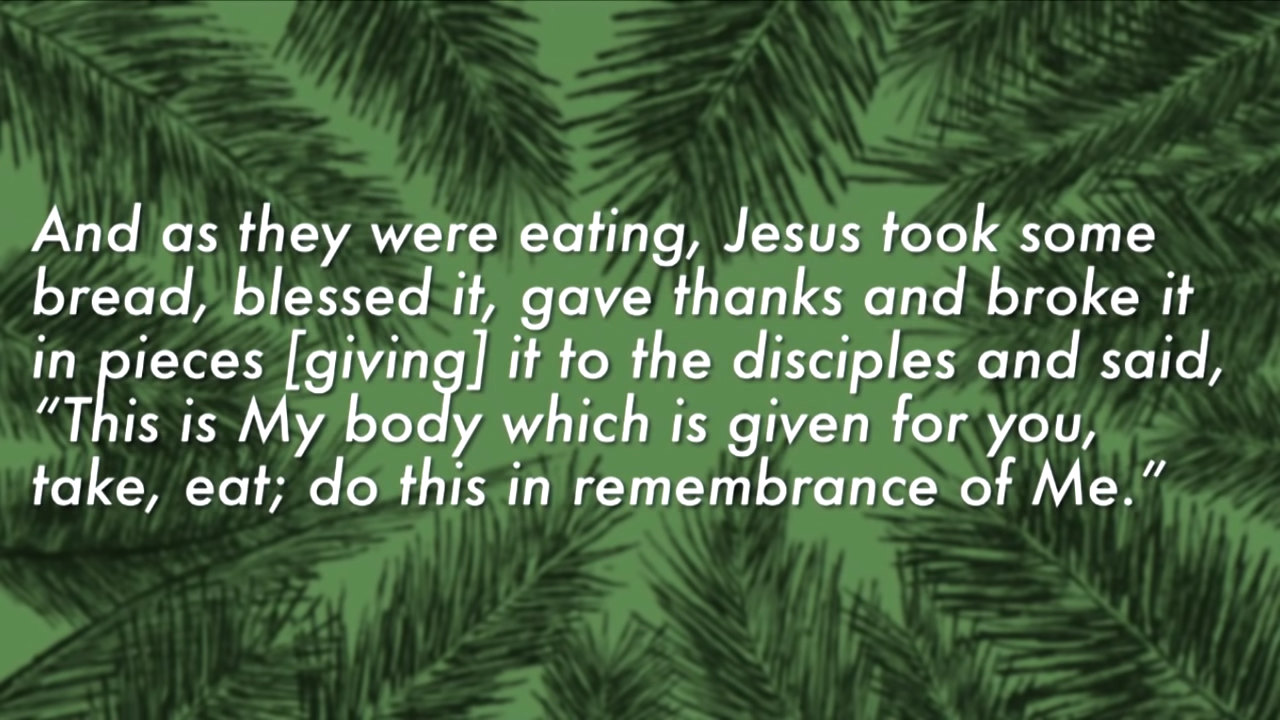 And as they were eating, Jesus took some
bread, blessed it, gave thanks and broke it
in pieces [giving] it to the disciples and said,
“This is My body which is given for you,
take, eat; do this in remembrance of Me.”